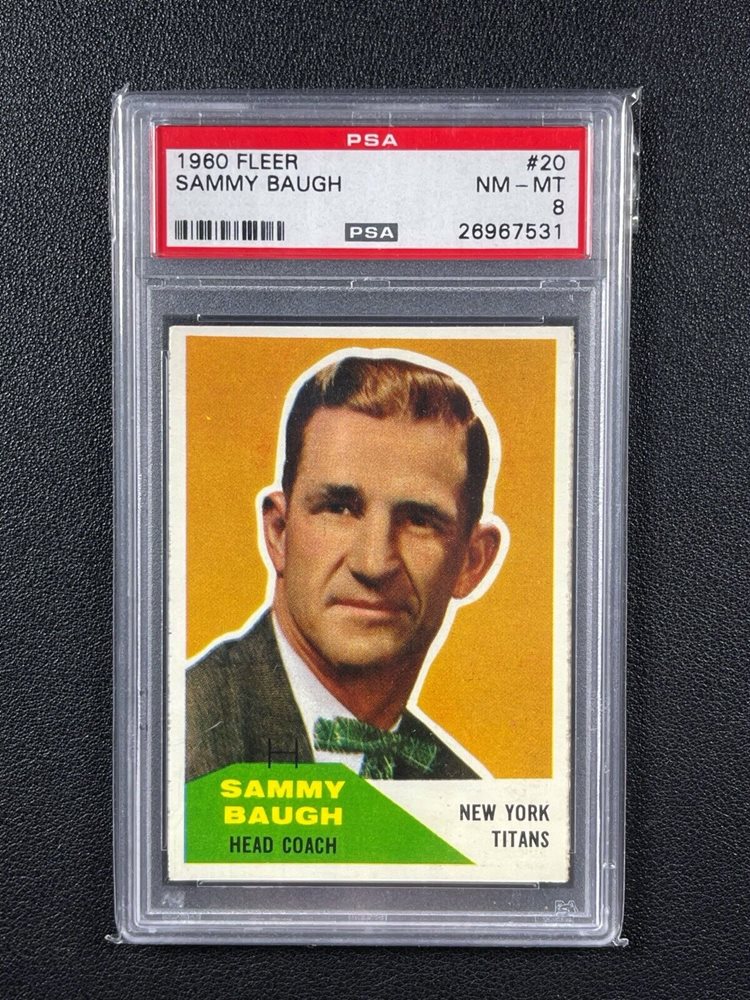 PSA
1960 FLEER #20
SAMMY BAUGH NM-MT
8
PSA 26967531
SAMMY
BAUGH
HEAD COACH
NEW YORK
TITANS